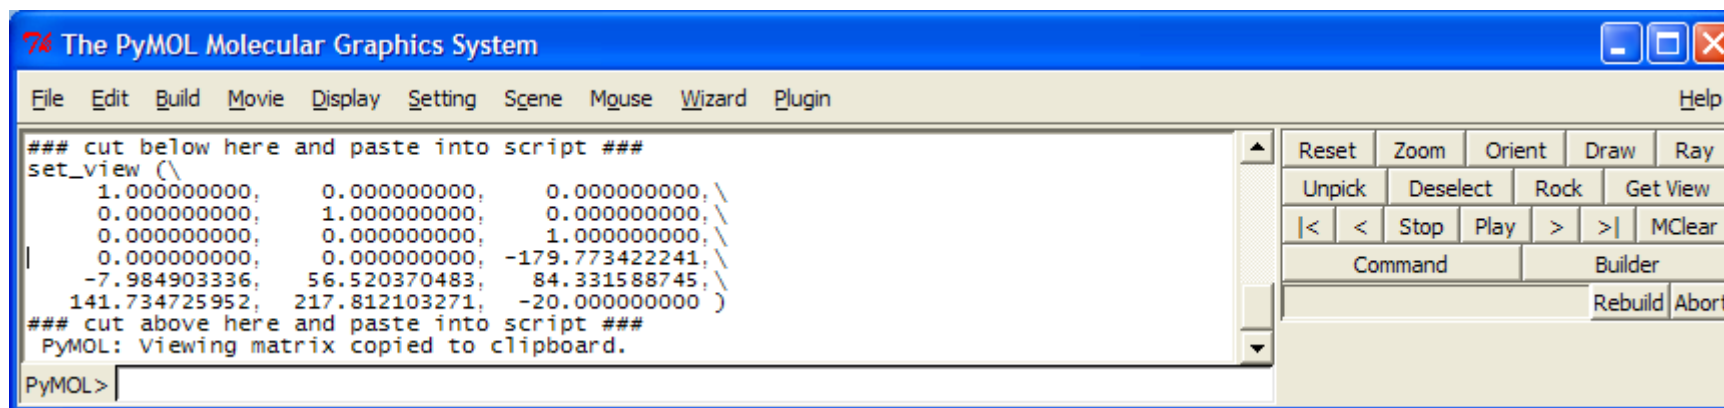 The PyMOL Molecular Graphics System
File Edit Build Movie Display Setting Scene Mouse Wizard Plugin Help
### cut below here and paste into script ###
set_view (\
1.000000000, 0.000000000, 0.000000000,\
0.000000000, 1.000000000, 0.000000000,\
0.000000000, 0.000000000, 1.000000000,\
0.000000000, 0.000000000, -179.773422241,\
-7.984903336, 56.520370483, 84.331588745,\
141.734725952, 217.812103271, -20.000000000 )
### cut above here and paste into script ###
PyMOL: Viewing matrix copied to clipboard.
PyMOL>
Reset Zoom Orient Draw Ray
Unpick Deselect Rock Get View
|< < Stop Play > >| MClear
Command Builder
Rebuild Abort